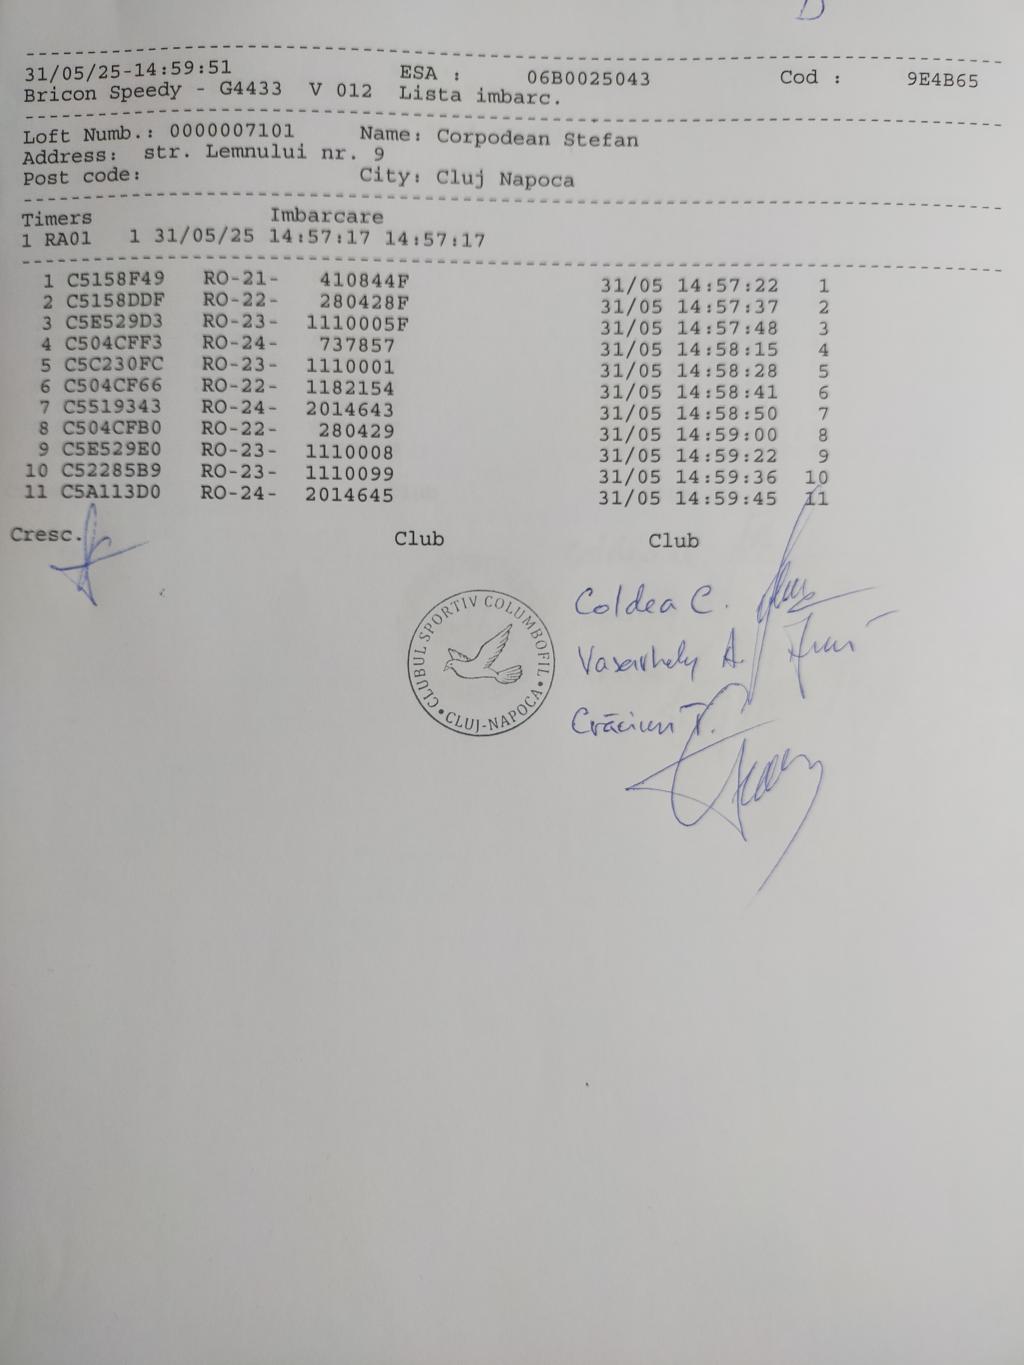 D
31/05/25-14:59:51 ESA : 06B0025043 Cod : 9E4B65
Bricon Speedy - G4433 V 012 Lista imbarc.
Loft Numb.: 0000007101 Name: Corpodean Stefan
Address: str. Lemnului nr. 9
Post code: City: Cluj Napoca
Timers Imbarcare
1 RA01 1 31/05/25 14:57:17 14:57:17
1 C5158F49 RO-21- 410844F 31/05 14:57:22 1
2 C5158DDF RO-22- 280428F 31/05 14:57:37 2
3 C5E529D3 RO-23- 1110005F 31/05 14:57:48 3
4 C504CFF3 RO-24- 737857 31/05 14:58:15 4
5 C5C230FC RO-23- 1110001 31/05 14:58:28 5
6 C504CF66 RO-22- 1182154 31/05 14:58:41 6
7 C5519343 RO-24- 2014643 31/05 14:58:50 7
8 C504CFB0 RO-22- 280429 31/05 14:59:00 8
9 C5E529E0 RO-23- 1110008 31/05 14:59:22 9
10 C52285B9 RO-23- 1110099 31/05 14:59:36 10
11 C5A113D0 RO-24- 2014645 31/05 14:59:45 11
Cresc. Club Club
CLUBUL SPORTIV COLUMBOFIL
• CLUJ-NAPOCA •
Coldea C.
Vasarhely A.
Crăciun T.